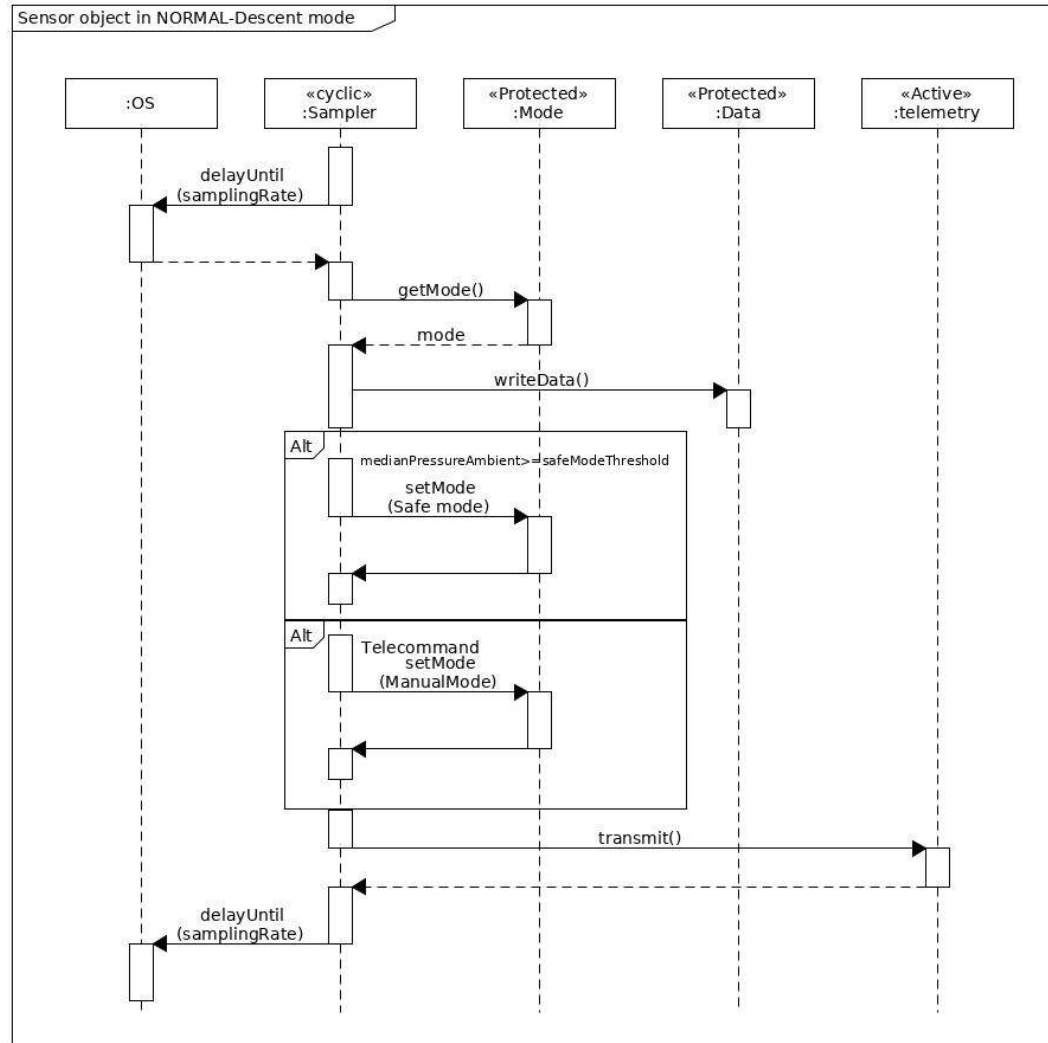 Sensor object in NORMAL-Descent mode
:OS
«cyclic»
:Sampler
«Protected»
:Mode
«Protected»
:Data
«Active»
:telemetry
delayUntil
(samplingRate)
getMode()
mode
writeData()
Alt
medianPressureAmbient>=safeModeThreshold
setMode
(Safe mode)
Alt
Telecommand
setMode
(ManualMode)
transmit()
delayUntil
(samplingRate)